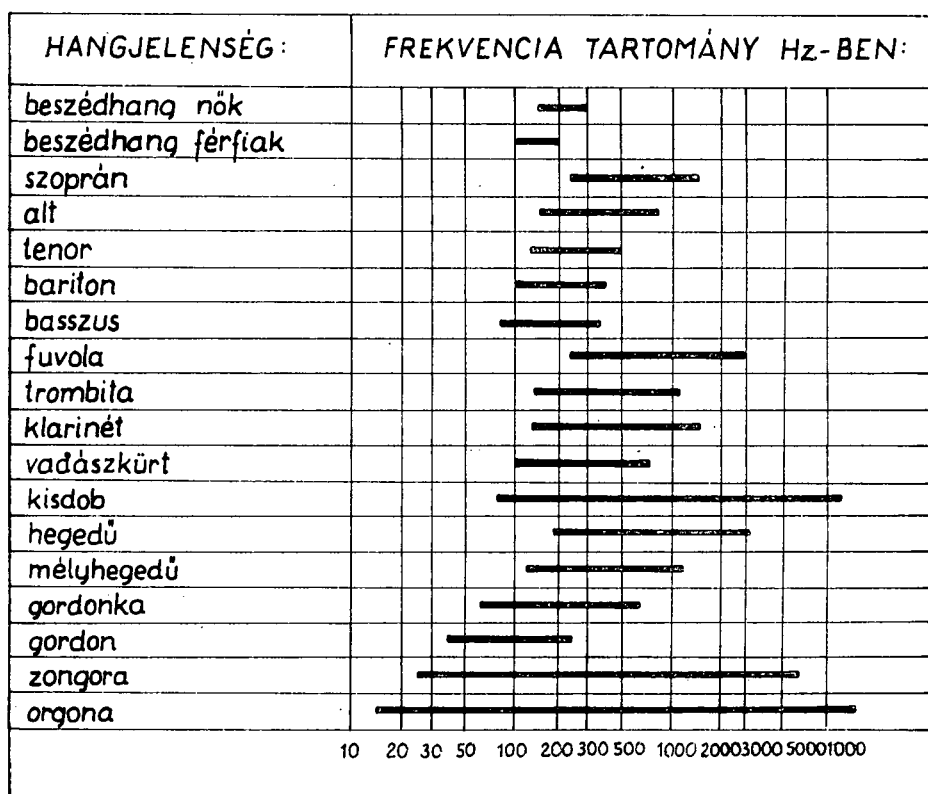 HANGJELENSÉG: FREKVENCIA TARTOMÁNY Hz-BEN:
beszédhang nők
beszédhang férfiak
szoprán
alt
tenor
bariton
basszus
fuvola
trombita
klarinét
vadászkürt
kisdob
hegedű
mélyhegedű
gordonka
gordon
zongora
orgona
10 20 30 50 100 200 300 500 1000 2000 3000 5000 1000